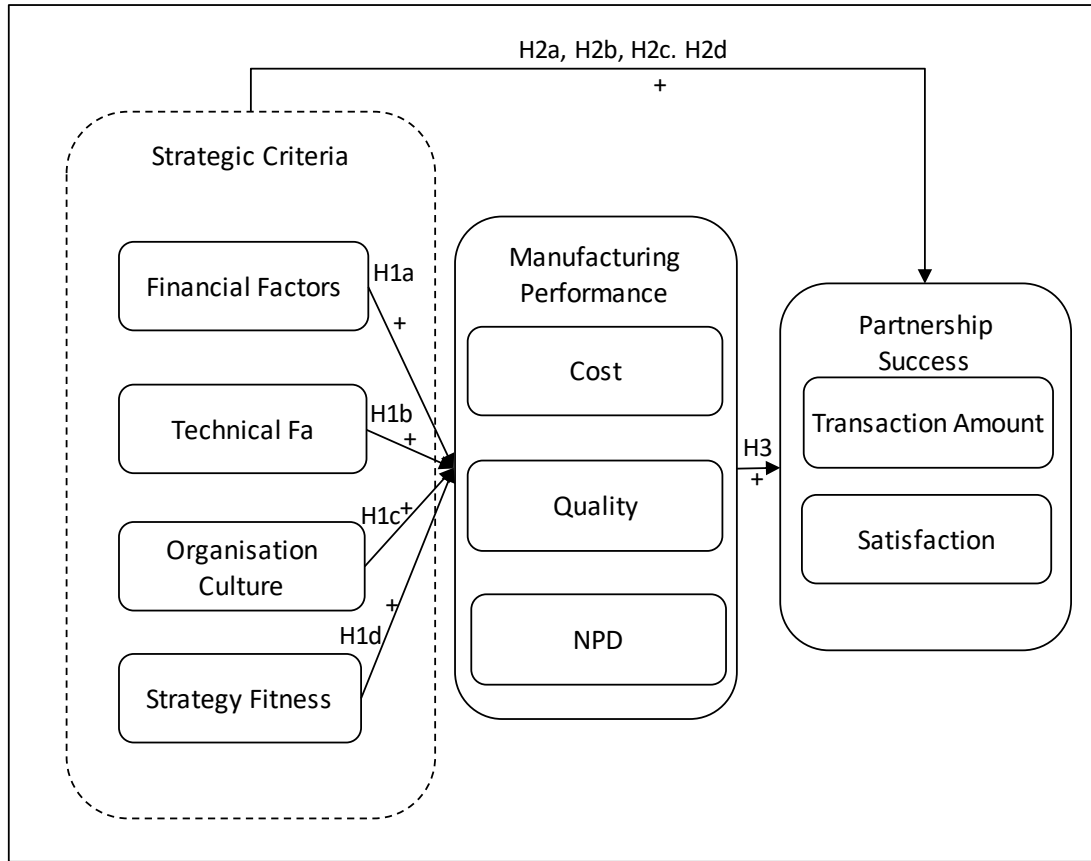 H2a, H2b, H2c. H2d
+
Strategic Criteria
Financial Factors
H1a
+
Technical Fa
H1b
+
Organisation
Culture
H1c
+
Strategy Fitness
H1d
+
Manufacturing
Performance
Cost
Quality
NPD
H3
+
Partnership
Success
Transaction Amount
Satisfaction